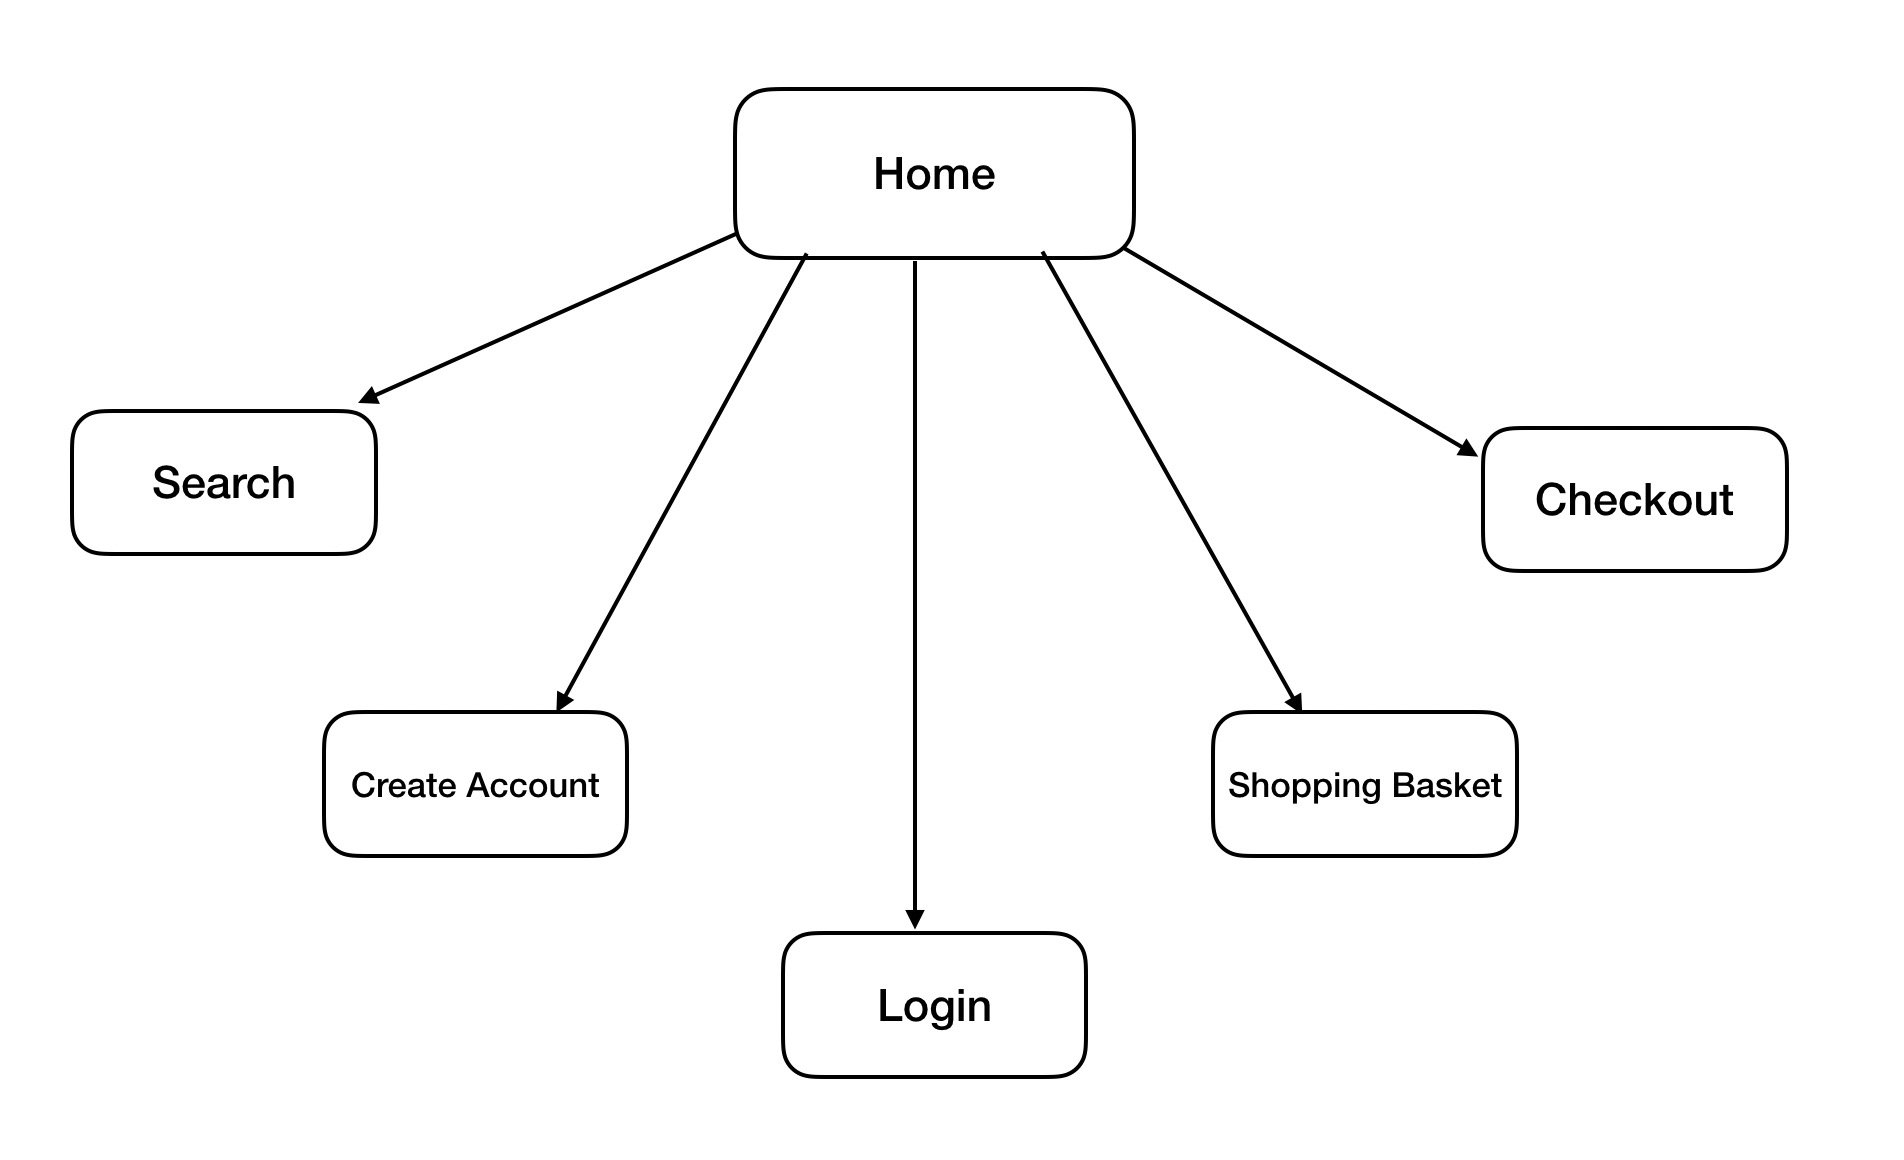 Home
Search
Checkout
Create Account
Shopping Basket
Login